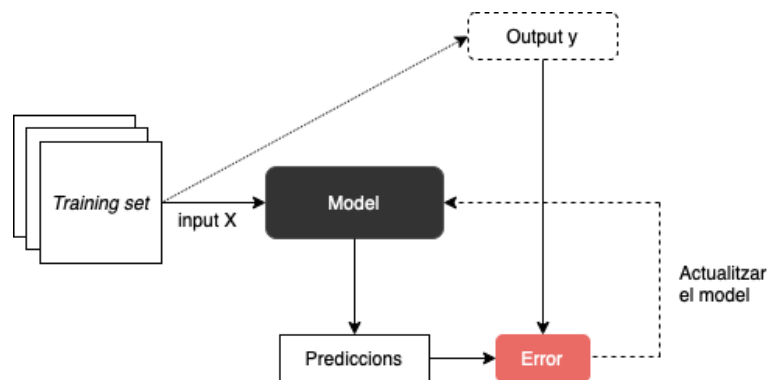 Output y
Training set
input X
Model
Actualitzar
el model
Prediccions
Error